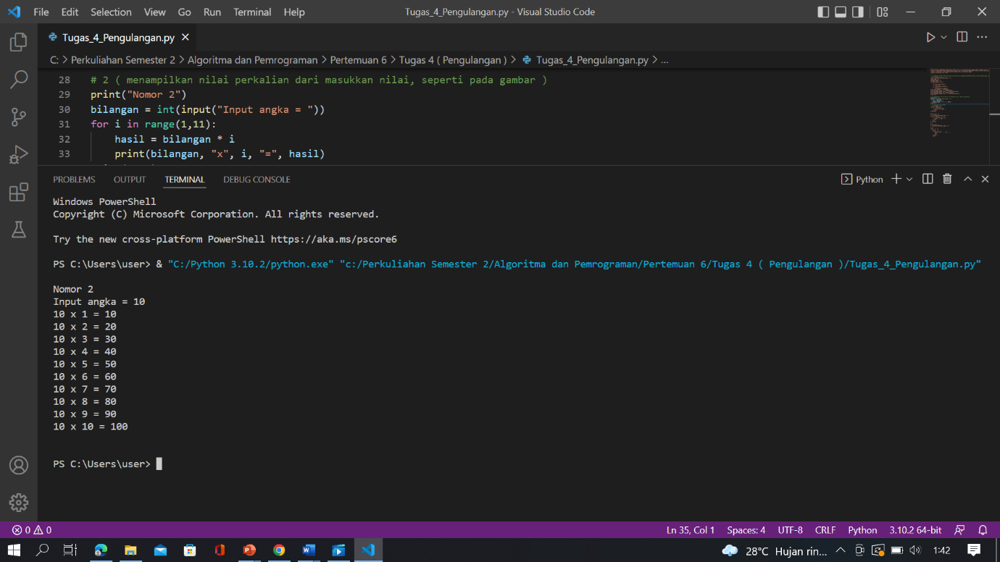 File Edit Selection View Go Run Terminal Help Tugas_4_Pengulangan.py - Visual Studio Code
Tugas_4_Pengulangan.py
C: > Perkuliahan Semester 2 > Algoritma dan Pemrograman > Pertemuan 6 > Tugas 4 ( Pengulangan ) > Tugas_4_Pengulangan.py > ...
28 # 2 ( menampilkan nilai perkalian dari masukkan nilai, seperti pada gambar )
29 print("Nomor 2")
30 bilangan = int(input("Input angka = "))
31 for i in range(1,11):
32 hasil = bilangan * i
33 print(bilangan, "x", i, "=", hasil)
PROBLEMS OUTPUT TERMINAL DEBUG CONSOLE Python
Windows PowerShell
Copyright (C) Microsoft Corporation. All rights reserved.
Try the new cross-platform PowerShell https://aka.ms/pscore6
PS C:\Users\user> & "C:/Python 3.10.2/python.exe" "c:/Perkuliahan Semester 2/Algoritma dan Pemrograman/Pertemuan 6/Tugas 4 ( Pengulangan )/Tugas_4_Pengulangan.py"
Nomor 2
Input angka = 10
10 x 1 = 10
10 x 2 = 20
10 x 3 = 30
10 x 4 = 40
10 x 5 = 50
10 x 6 = 60
10 x 7 = 70
10 x 8 = 80
10 x 9 = 90
10 x 10 = 100
PS C:\Users\user>
0 0 Ln 35, Col 1 Spaces: 4 UTF-8 CRLF Python 3.10.2 64-bit
28°C Hujan rin... 1:42